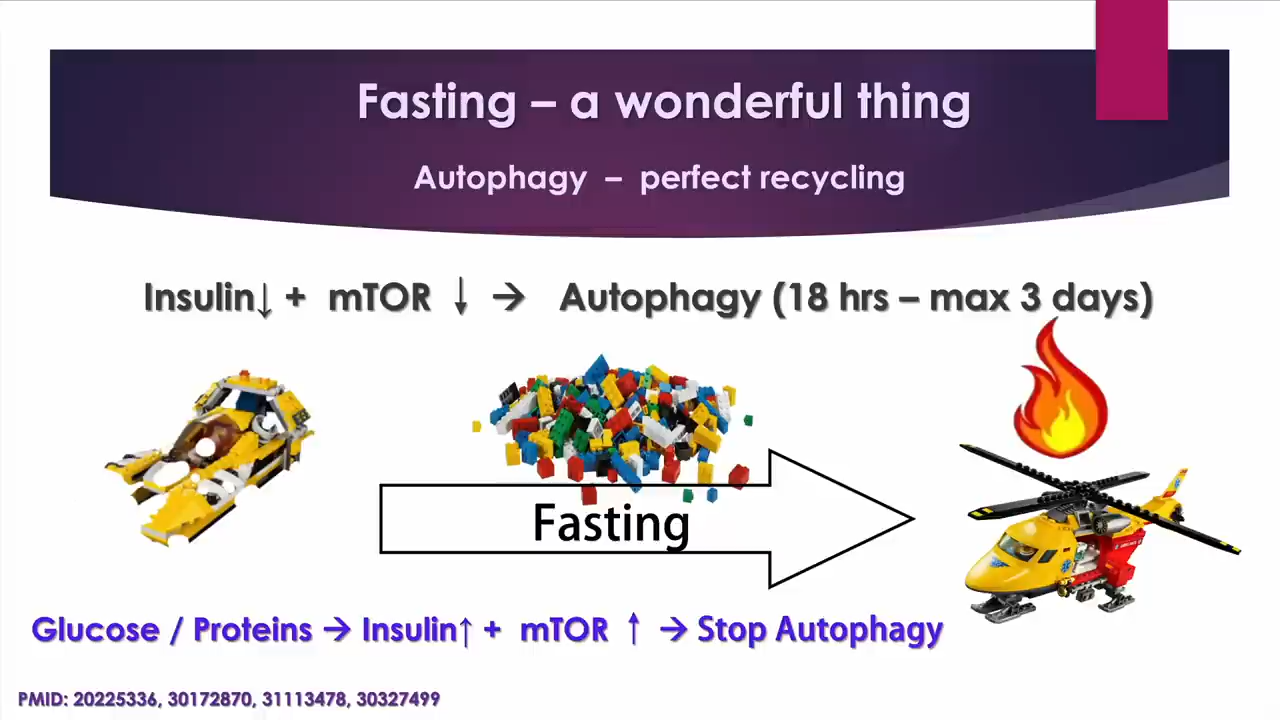 Fasting – a wonderful thing
Autophagy – perfect recycling
Insulin↓ + mTOR ↓ → Autophagy (18 hrs – max 3 days)
Fasting
Glucose / Proteins → Insulin↑ + mTOR ↑ → Stop Autophagy
PMID: 20225336, 30172870, 31113478, 30327499